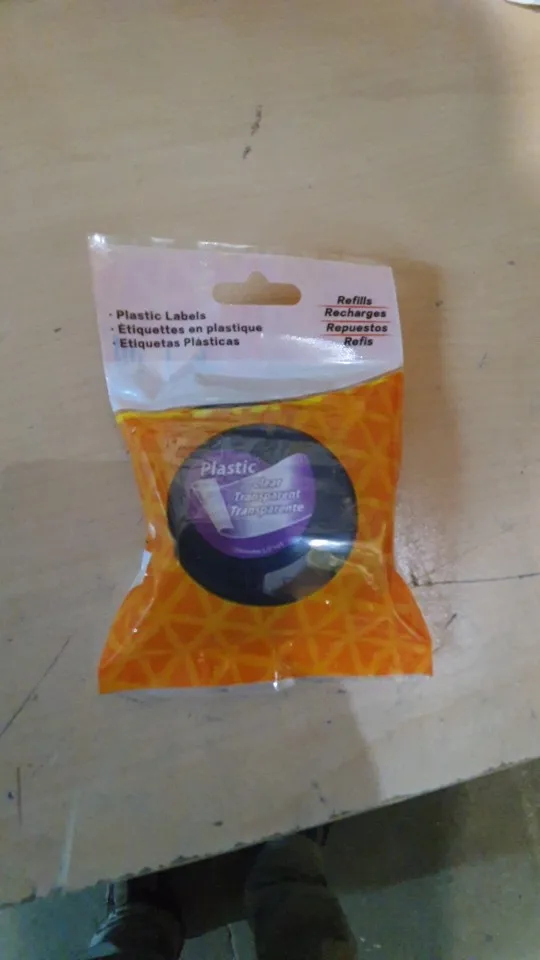 · Plastic Labels
· Étiquettes en plastique
· Etiquetas Plásticas
Refills
Recharges
Repuestos
Refis
Plastic
Clear
Transparent
Transparente